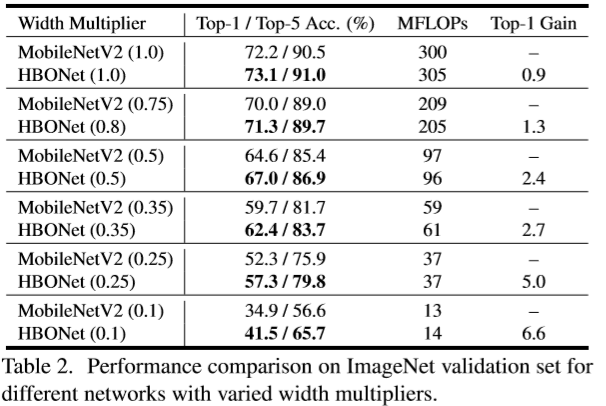 Width Multiplier Top-1 / Top-5 Acc. (%) MFLOPs Top-1 Gain
MobileNetV2 (1.0) 72.2 / 90.5 300 –
HBONet (1.0) 73.1 / 91.0 305 0.9
MobileNetV2 (0.75) 70.0 / 89.0 209 –
HBONet (0.8) 71.3 / 89.7 205 1.3
MobileNetV2 (0.5) 64.6 / 85.4 97 –
HBONet (0.5) 67.0 / 86.9 96 2.4
MobileNetV2 (0.35) 59.7 / 81.7 59 –
HBONet (0.35) 62.4 / 83.7 61 2.7
MobileNetV2 (0.25) 52.3 / 75.9 37 –
HBONet (0.25) 57.3 / 79.8 37 5.0
MobileNetV2 (0.1) 34.9 / 56.6 13 –
HBONet (0.1) 41.5 / 65.7 14 6.6
Table 2. Performance comparison on ImageNet validation set for
different networks with varied width multipliers.